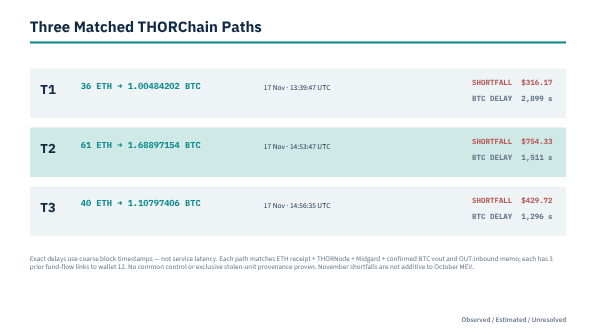 Three Matched THORChain Paths
T1
36 ETH → 1.00484202 BTC
17 Nov · 13:39:47 UTC
SHORTFALL $316.17
BTC DELAY 2,899 s
T2
61 ETH → 1.68897154 BTC
17 Nov · 14:53:47 UTC
SHORTFALL $754.33
BTC DELAY 1,511 s
T3
40 ETH → 1.10797406 BTC
17 Nov · 14:56:35 UTC
SHORTFALL $429.72
BTC DELAY 1,296 s
Exact delays use coarse block timestamps — not service latency. Each path matches ETH receipt + THORNode + Midgard + confirmed BTC vout and OUT:inbound memo; each has 3
prior fund-flow links to wallet 12. No common control or exclusive stolen-unit provenance proven. November shortfalls are not additive to October MEV.
Observed / Estimated / Unresolved